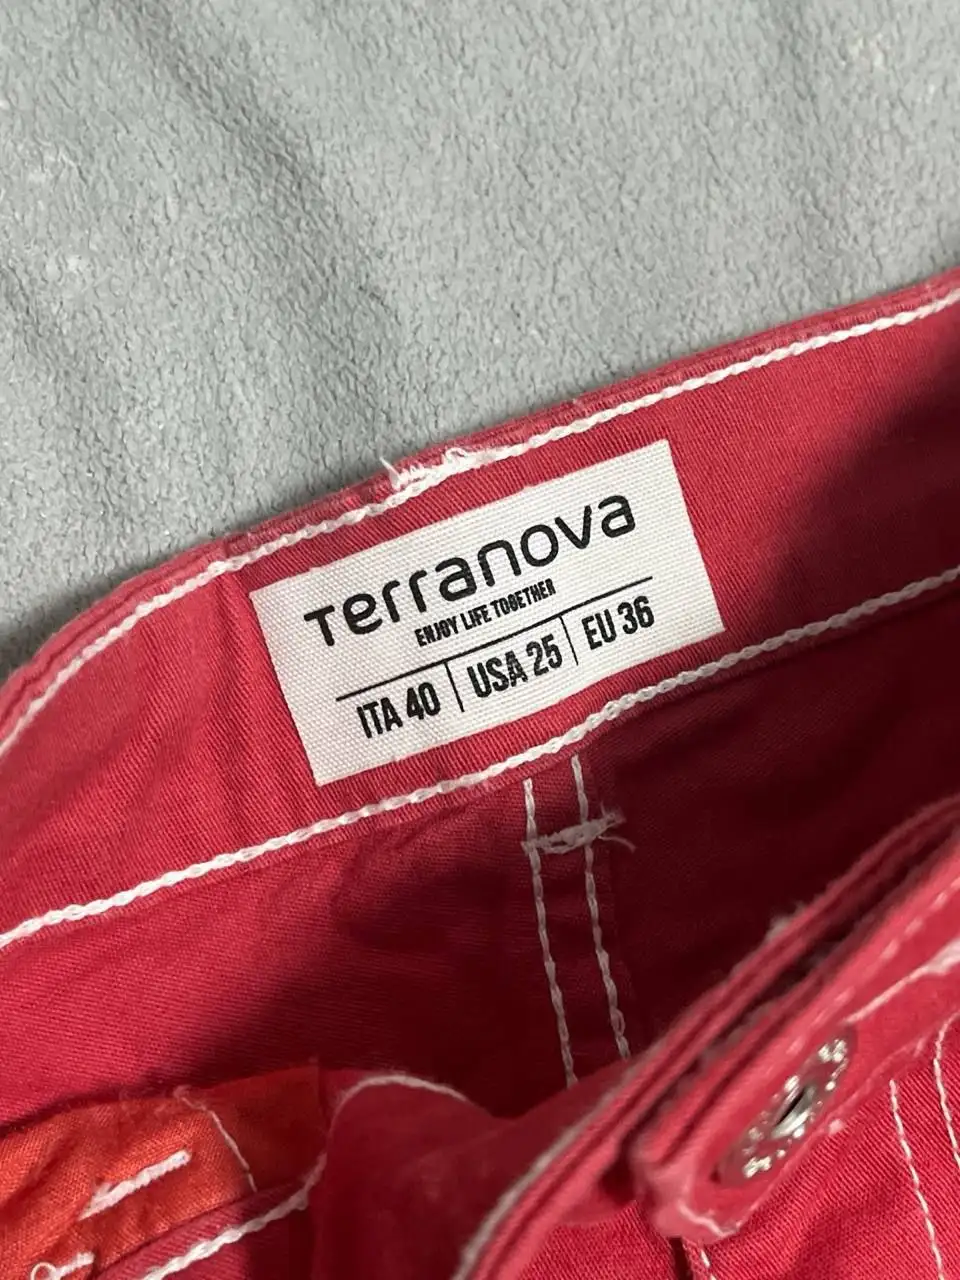 Terranova
ENJOY LIFE TOGETHER
ITA 40 | USA 25 | EU 36